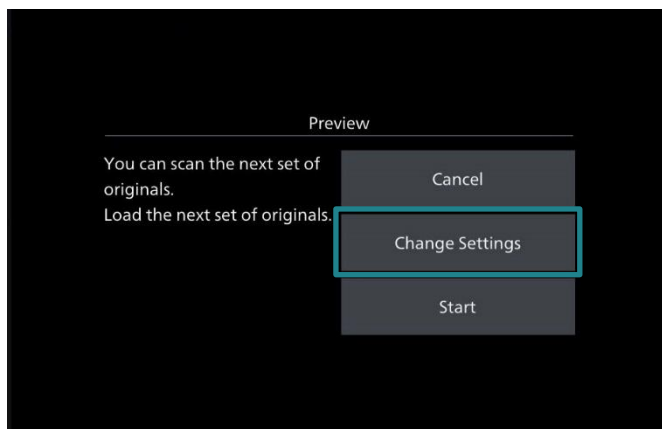 Preview
You can scan the next set of
originals.
Load the next set of originals.
Cancel
Change Settings
Start